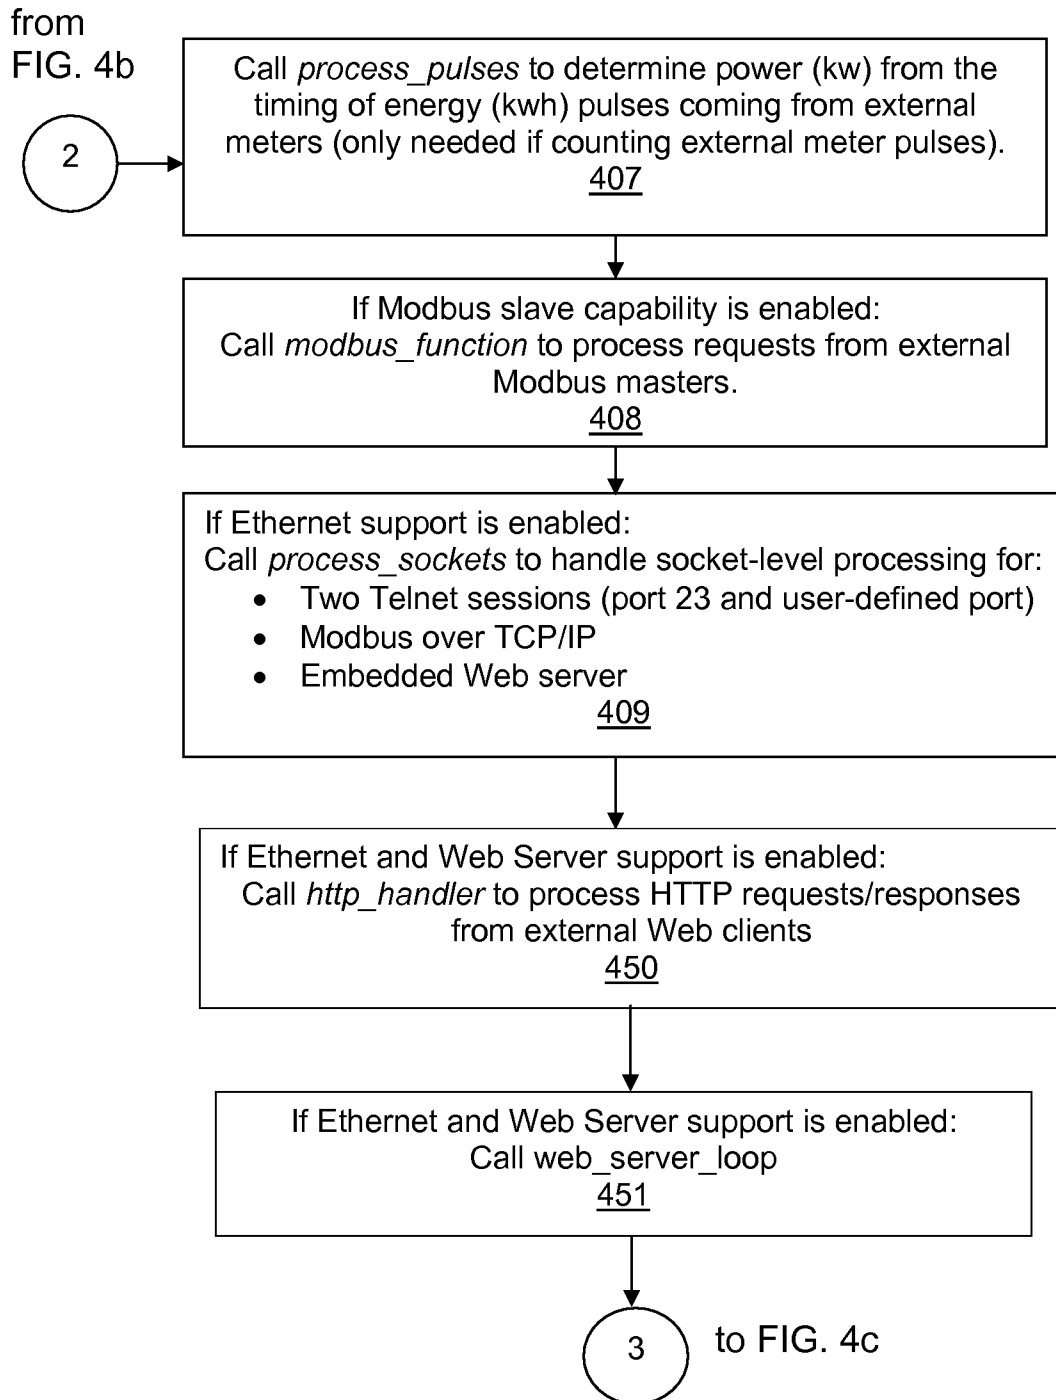 from
FIG. 4b
2
Call process_pulses to determine power (kw) from the
timing of energy (kwh) pulses coming from external
meters (only needed if counting external meter pulses).
407
If Modbus slave capability is enabled:
Call modbus_function to process requests from external
Modbus masters.
408
If Ethernet support is enabled:
Call process_sockets to handle socket-level processing for:
• Two Telnet sessions (port 23 and user-defined port)
• Modbus over TCP/IP
• Embedded Web server
409
If Ethernet and Web Server support is enabled:
Call http_handler to process HTTP requests/responses
from external Web clients
450
If Ethernet and Web Server support is enabled:
Call web_server_loop
451
3
to FIG. 4c